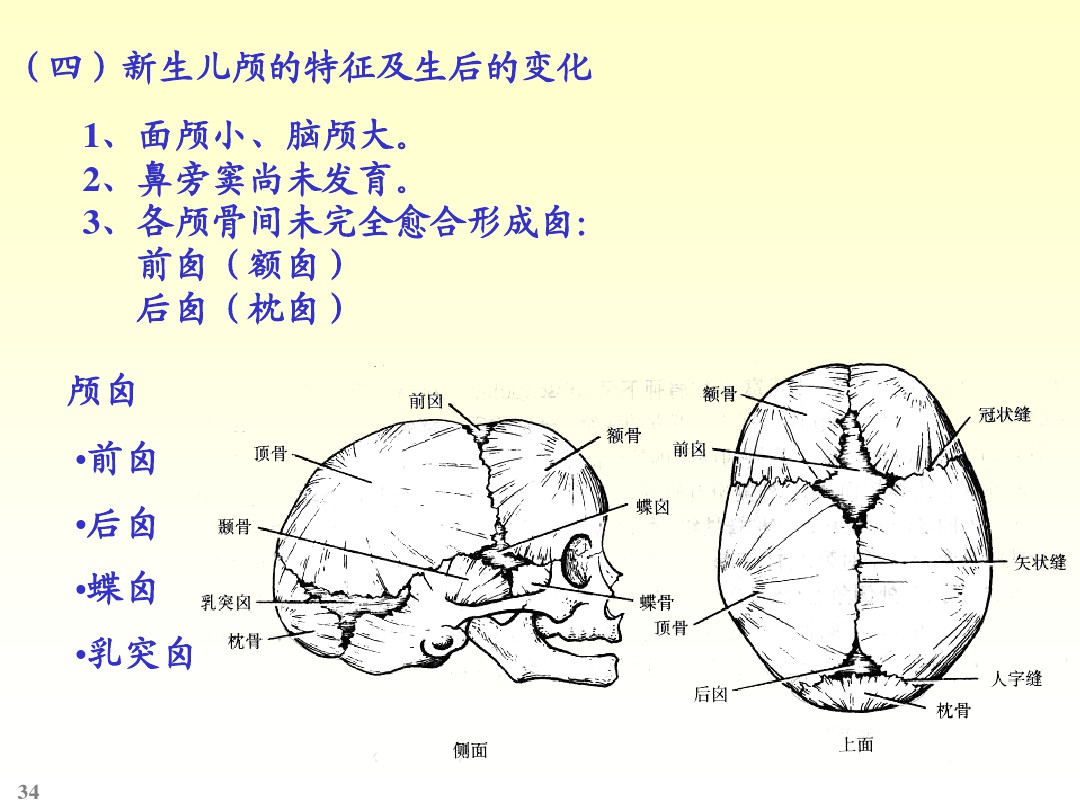 （四）新生儿颅的特征及生后的变化
1、面颅小、脑颅大。
2、鼻旁窦尚未发育。
3、各颅骨间未完全愈合形成囟：
前囟（额囟）
后囟（枕囟）
颅囟
•前囟
•后囟
•蝶囟
•乳突囟
前囟
额骨
顶骨
蝶囟
颞骨
乳突囟
蝶骨
枕骨
侧面
额骨
冠状缝
前囟
矢状缝
顶骨
人字缝
后囟
枕骨
上面
34